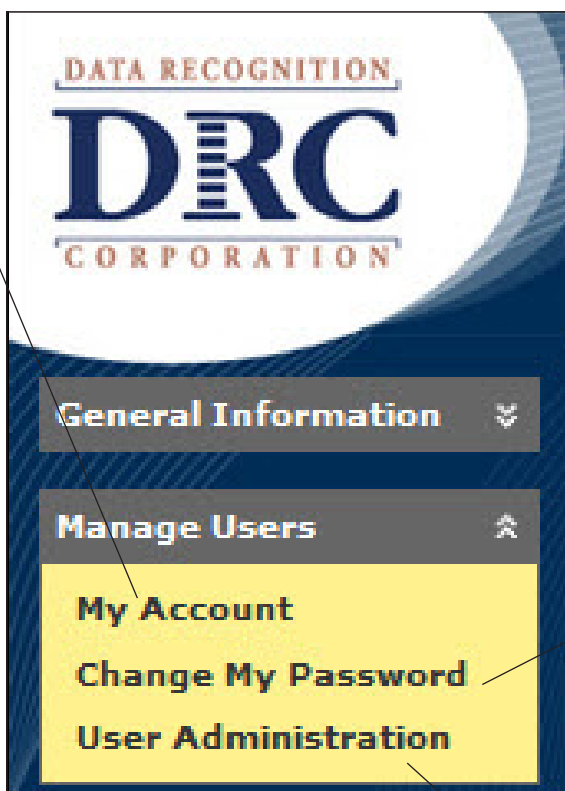 DATA RECOGNITION
DRC
CORPORATION
General Information
Manage Users
My Account
Change My Password
User Administration